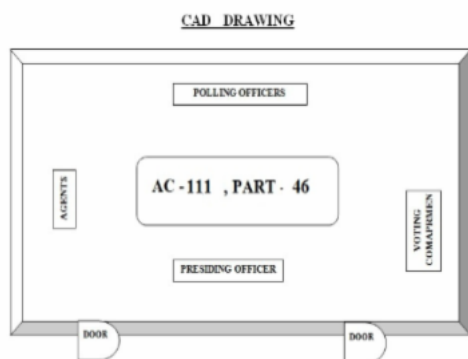 CAD DRAWING
POLLING OFFICERS
AGENTS
AC -111 , PART - 46
VOTING
COMAPRMEN
PRESIDING OFFICER
DOOR
DOOR